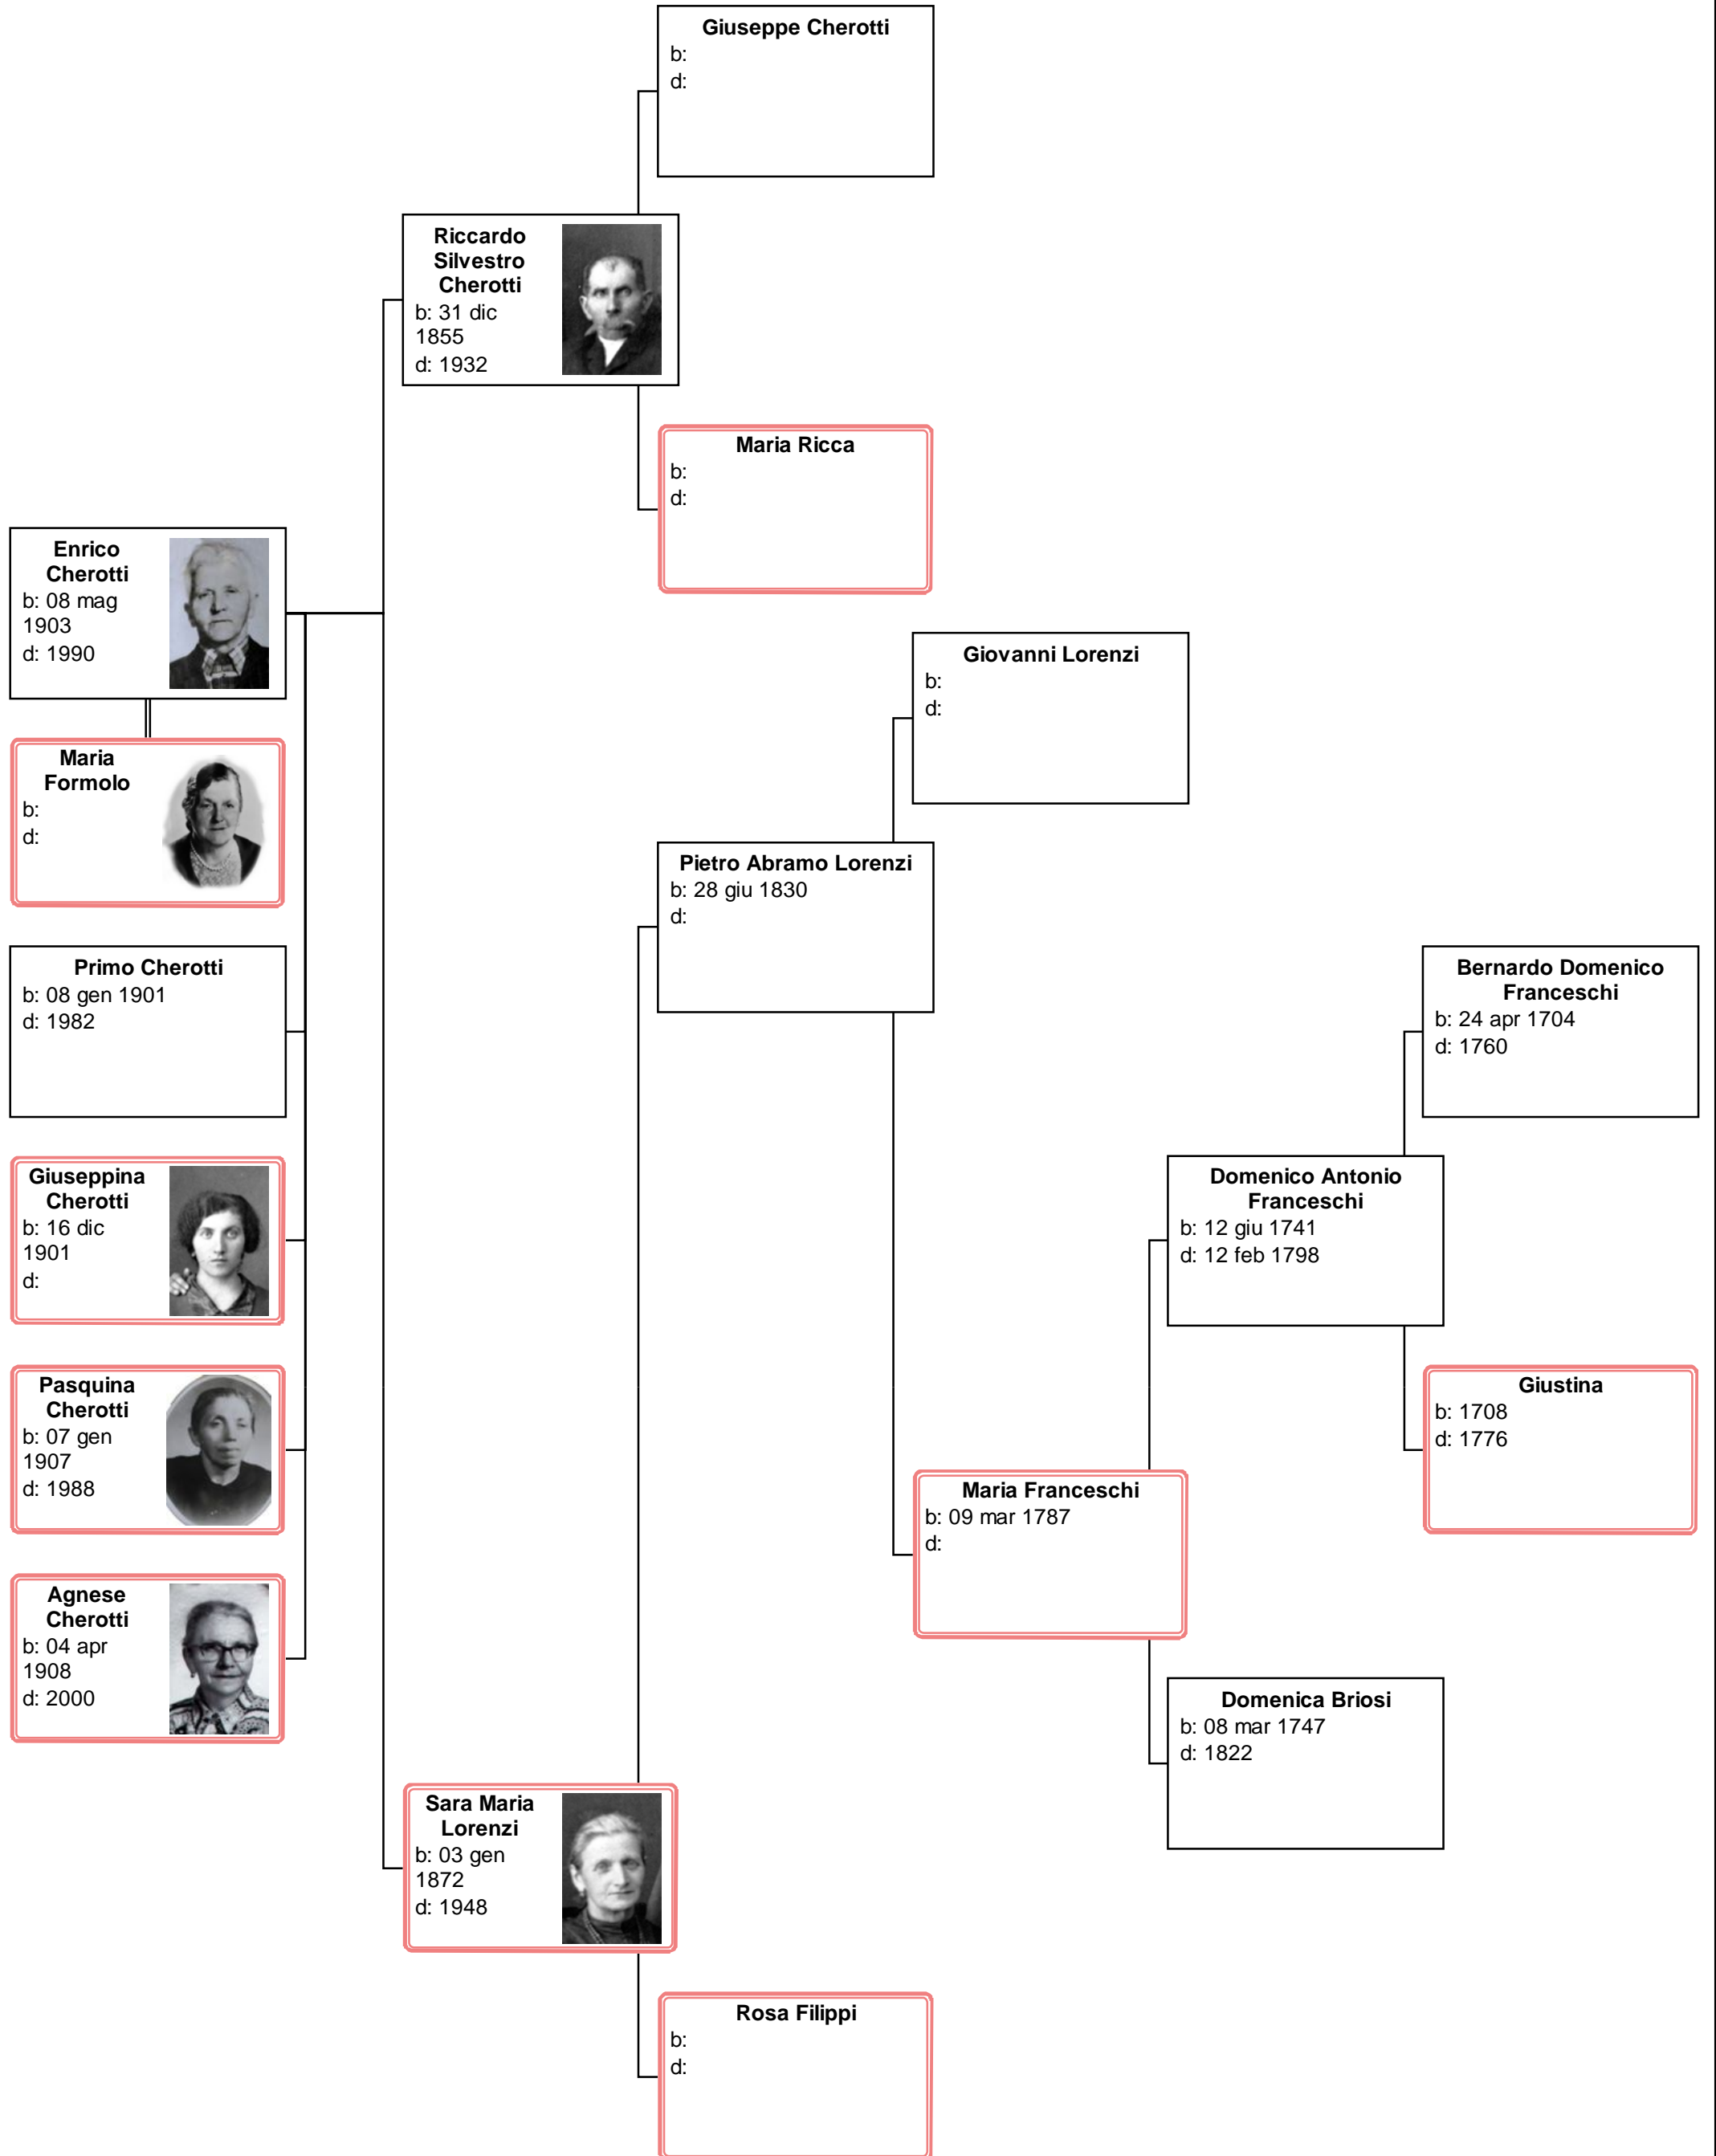 Giuseppe Cherotti
b:
d:
Riccardo
Silvestro
Cherotti
b: 31 dic
1855
d: 1932
Maria Ricca
b:
d:
Enrico
Cherotti
b: 08 mag
1903
d: 1990
Giovanni Lorenzi
b:
d:
Maria
Formolo
b:
d:
Pietro Abramo Lorenzi
b: 28 giu 1830
d:
Primo Cherotti
b: 08 gen 1901
d: 1982
Bernardo Domenico
Franceschi
b: 24 apr 1704
d: 1760
Giuseppina
Cherotti
b: 16 dic
1901
d:
Domenico Antonio
Franceschi
b: 12 giu 1741
d: 12 feb 1798
Pasquina
Cherotti
b: 07 gen
1907
d: 1988
Giustina
b: 1708
d: 1776
Maria Franceschi
b: 09 mar 1787
d:
Agnese
Cherotti
b: 04 apr
1908
d: 2000
Domenica Briosi
b: 08 mar 1747
d: 1822
Sara Maria
Lorenzi
b: 03 gen
1872
d: 1948
Rosa Filippi
b:
d: